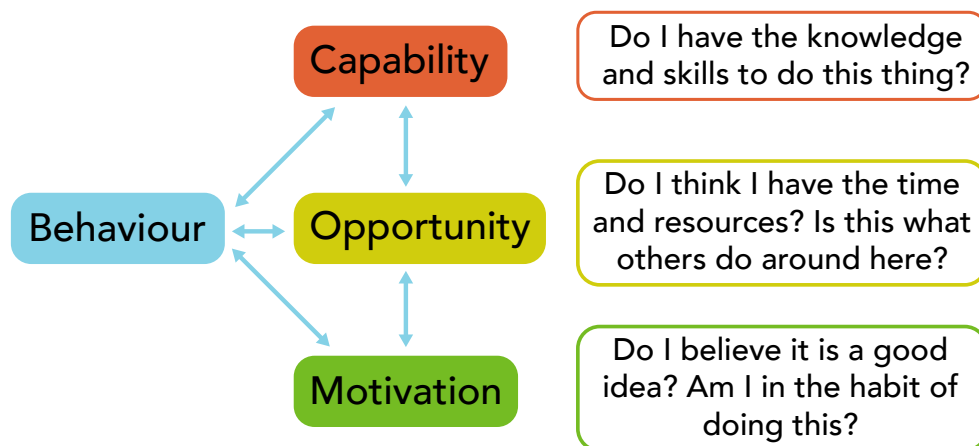 Capability
Do I have the knowledge
and skills to do this thing?
Behaviour
Opportunity
Do I think I have the time
and resources? Is this what
others do around here?
Motivation
Do I believe it is a good
idea? Am I in the habit of
doing this?